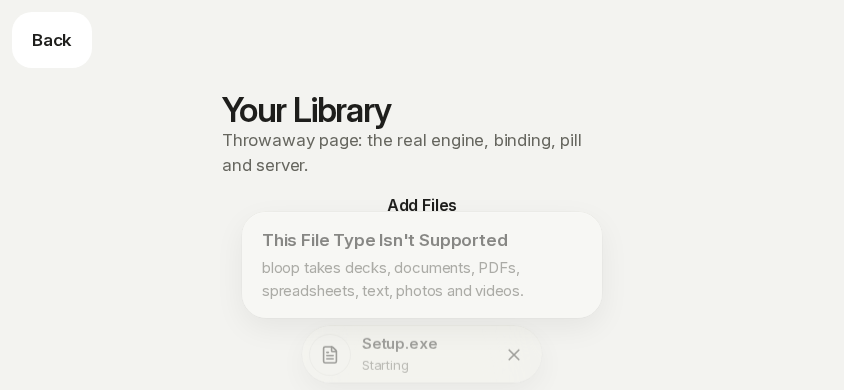 Back
Your Library
Throwaway page: the real engine, binding, pill
and server.
Add Files
This File Type Isn't Supported
bloop takes decks, documents, PDFs,
spreadsheets, text, photos and videos.
Setup.exe
Starting